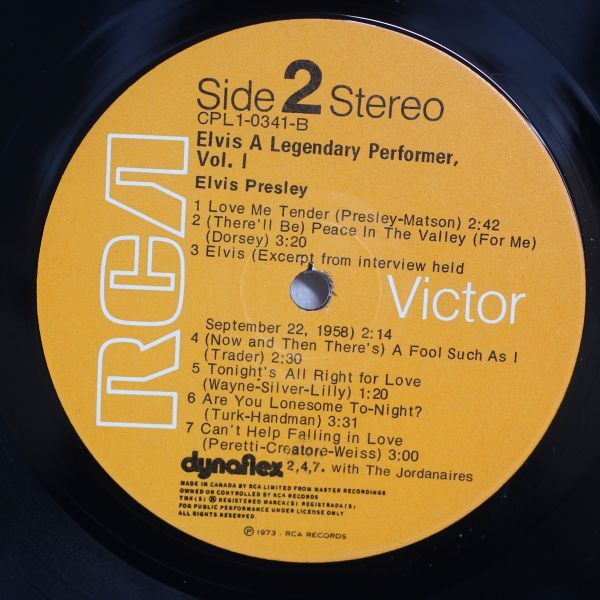 Side 2 Stereo
CPL1-0341-B
Elvis A Legendary Performer,
Vol. I
Elvis Presley
1 Love Me Tender (Presley-Matson) 2:42
2 (There'll Be) Peace In The Valley (For Me)
(Dorsey) 3:20
3 Elvis (Excerpt from interview held
RCA
Victor
September 22, 1958) 2:14
4 (Now and Then There's) A Fool Such As I
(Trader) 2:30
5 Tonight's All Right for Love
(Wayne-Silver-Lilly) 1:20
6 Are You Lonesome To-Night?
(Turk-Handman) 3:31
7 Can't Help Falling in Love
(Peretti-Creatore-Weiss) 3:00
dynaflex 2,4,7. with The Jordanaires
MADE IN CANADA BY RCA LIMITED FROM MASTER RECORDINGS
OWNED OR CONTROLLED BY RCA RECORDS
TMK(S) ® REGISTERED MARCA(S) REGISTRADA(S)
FOR PUBLIC PERFORMANCE UNDER LICENSE ONLY
ALL RIGHTS RESERVED.
℗ 1973 - RCA RECORDS